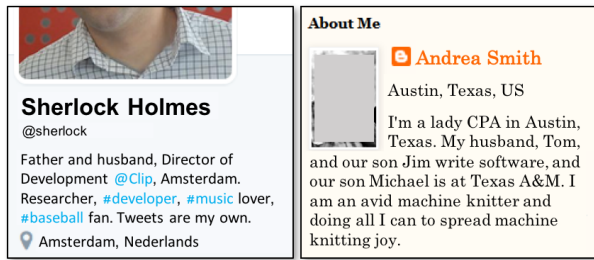 Sherlock Holmes
@sherlock
Father and husband, Director of
Development @Clip, Amsterdam.
Researcher, #developer, #music lover,
#baseball fan. Tweets are my own.
Amsterdam, Nederlands
About Me
Andrea Smith
Austin, Texas, US
I'm a lady CPA in Austin,
Texas. My husband, Tom,
and our son Jim write software, and
our son Michael is at Texas A&M. I
am an avid machine knitter and
doing all I can to spread machine
knitting joy.